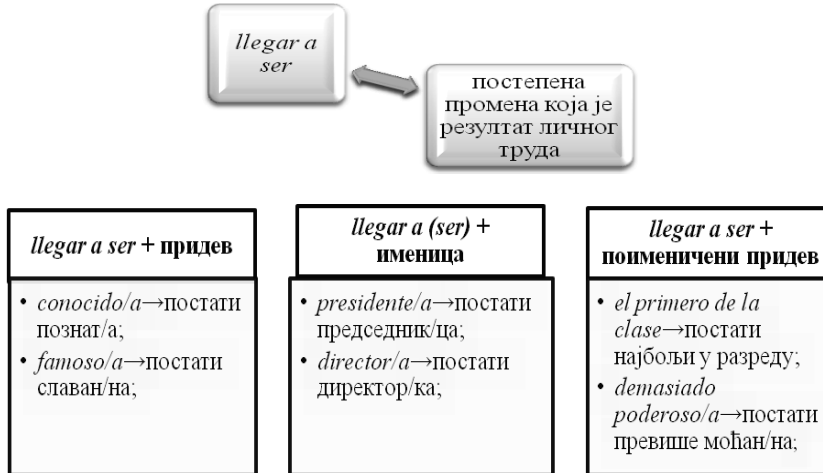 llegar a
ser
постепена
промена која је
резултат личног
труда
llegar a ser + придев
• conocido/a→постати
познат/а;
• famoso/a→постати
славан/на;
llegar a (ser) +
именица
• presidente/a→постати
председник/ца;
• director/a→постати
директор/ка;
llegar a ser +
поименичени придев
• el primero de la
clase→постати
најбољи у разреду;
• demasiado
poderoso/a→постати
превише моћан/на;